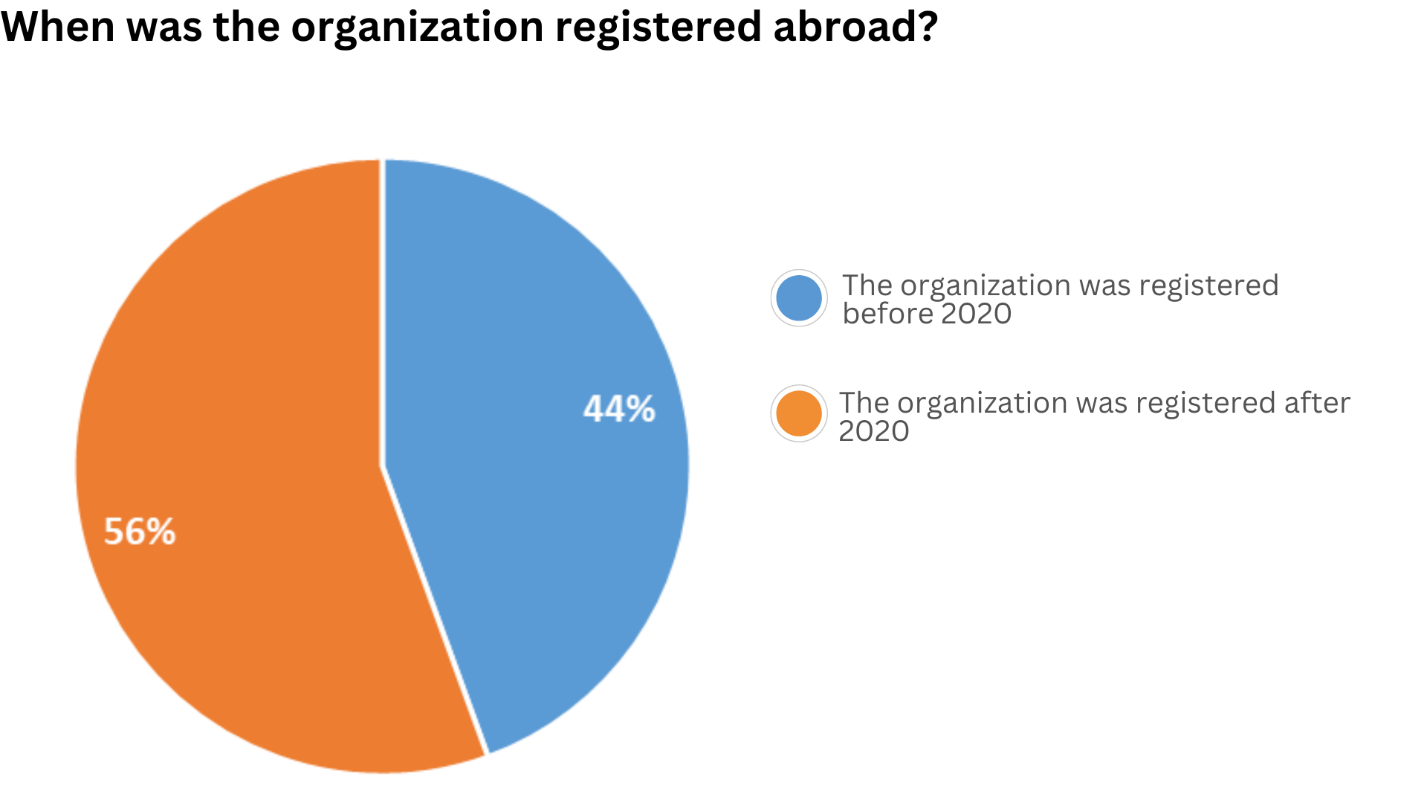 When was the organization registered abroad?
44%
56%
The organization was registered
before 2020
The organization was registered after
2020